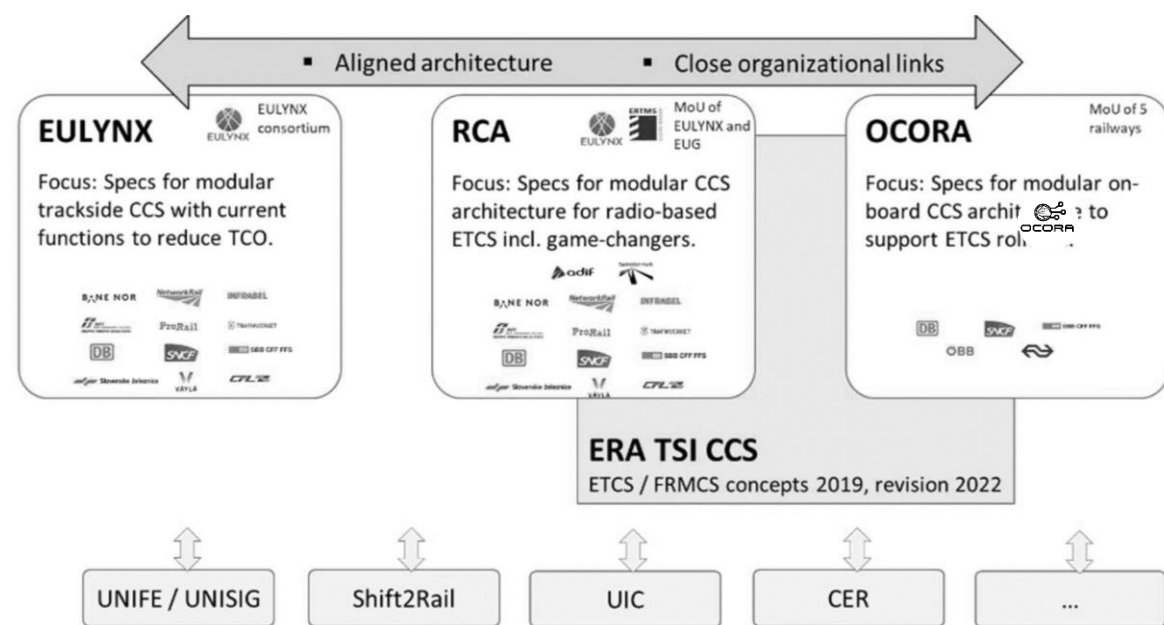 ▪ Aligned architecture ▪ Close organizational links
EULYNX
EULYNX
EULYNX
consortium
Focus: Specs for modular
trackside CCS with current
functions to reduce TCO.
BANE NOR NetworkRail INFRABEL
ProRail TRAFIKVERKET
DB SNCF SBB CFF FFS
Slovenske železnice VÄYLÄ CFL
RCA
EULYNX
ERTMS
MoU of
EULYNX and
EUG
Focus: Specs for modular CCS
architecture for radio-based
ETCS incl. game-changers.
adif
BANE NOR NetworkRail INFRABEL
ProRail TRAFIKVERKET
DB SNCF SBB CFF FFS
Slovenske železnice VÄYLÄ CFL
OCORA
MoU of 5
railways
Focus: Specs for modular on-
board CCS archit e to
support ETCS rol .
OCORA
DB SNCF SBB CFF FFS
ÖBB
ERA TSI CCS
ETCS / FRMCS concepts 2019, revision 2022
UNIFE / UNISIG Shift2Rail UIC CER ...